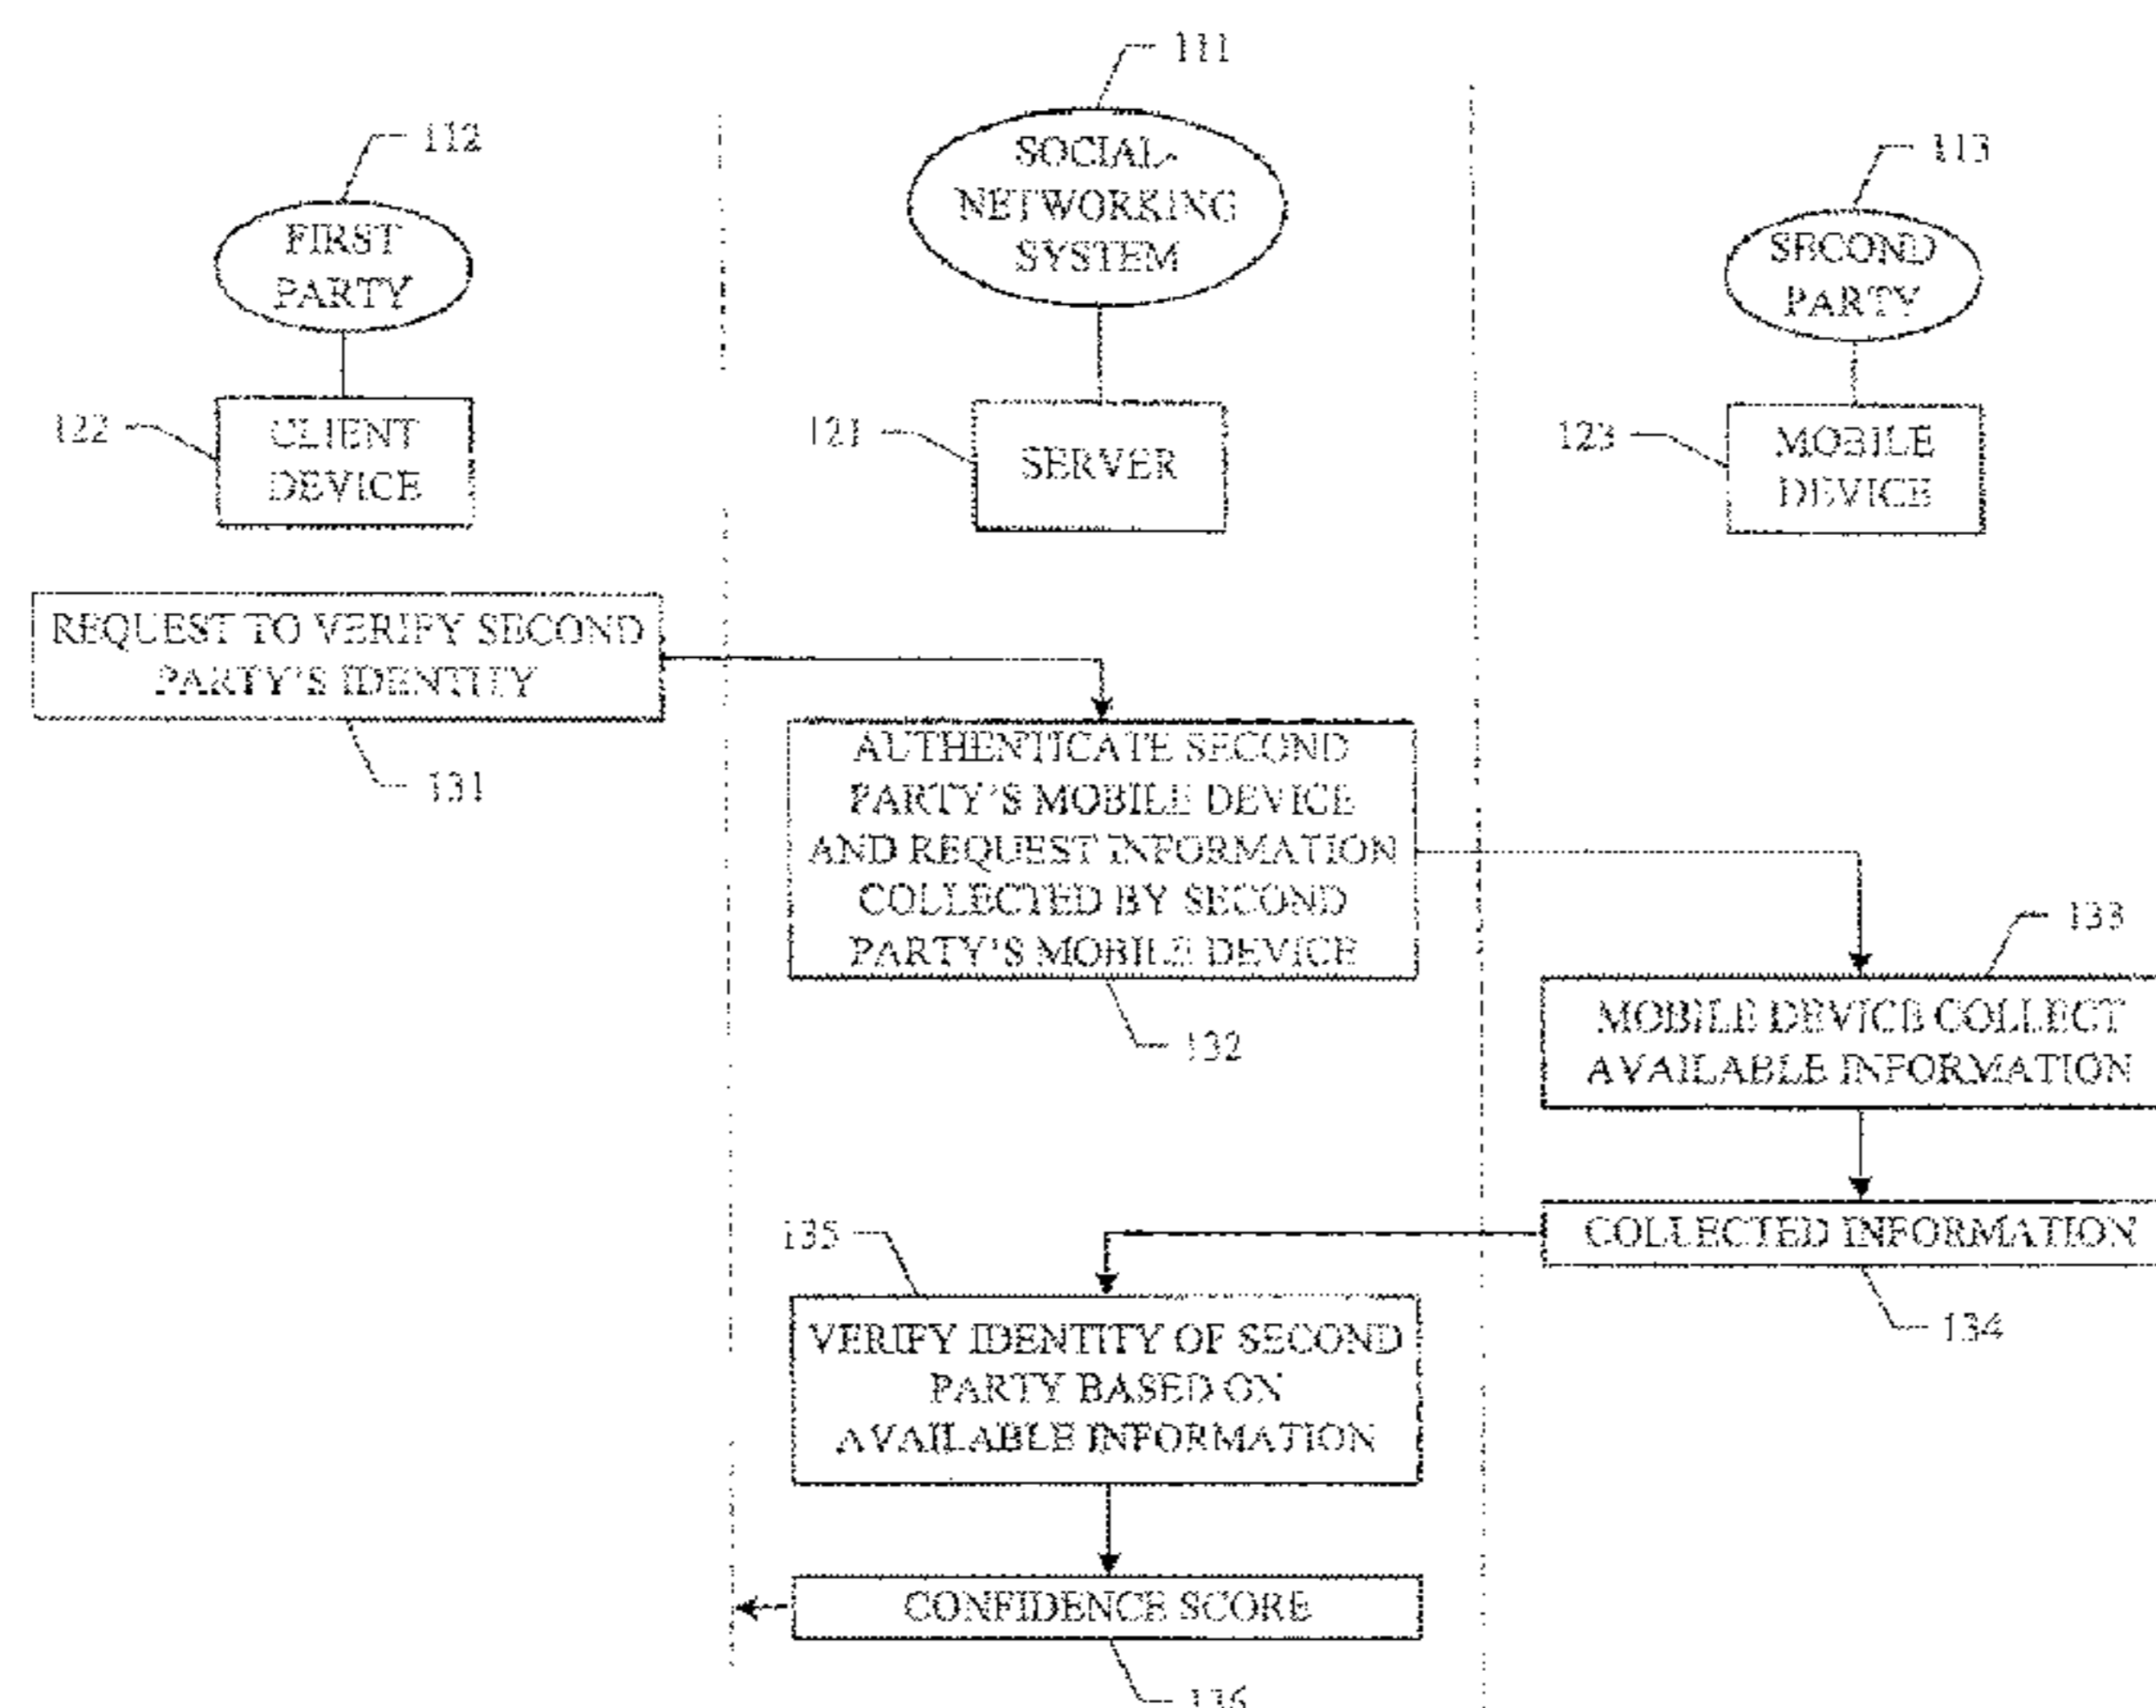 111
112
113
SOCIAL-
NETWORKING
SYSTEM
FIRST
PARTY
SECOND
PARTY
122
CLIENT
DEVICE
121
SERVER
123
MOBILE
DEVICE
REQUEST TO VERIFY SECOND
PARTY'S IDENTITY
131
AUTHENTICATE SECOND
PARTY'S MOBILE DEVICE
AND REQUEST INFORMATION
COLLECTED BY SECOND
PARTY'S MOBILE DEVICE
132
133
MOBILE DEVICE COLLECT
AVAILABLE INFORMATION
COLLECTED INFORMATION
134
135
VERIFY IDENTITY OF SECOND
PARTY BASED ON
AVAILABLE INFORMATION
CONFIDENCE SCORE
136